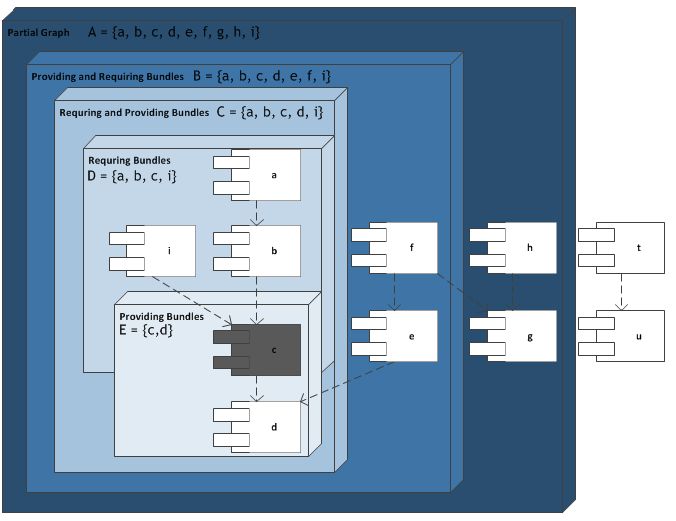 Partial Graph A = {a, b, c, d, e, f, g, h, i}
Providing and Requiring Bundles B = {a, b, c, d, e, f, i}
Requring and Providing Bundles C = {a, b, c, d, i}
Requring Bundles
D = {a, b, c, i}
a
i
b
f
h
t
Providing Bundles
E = {c,d}
c
e
g
u
d